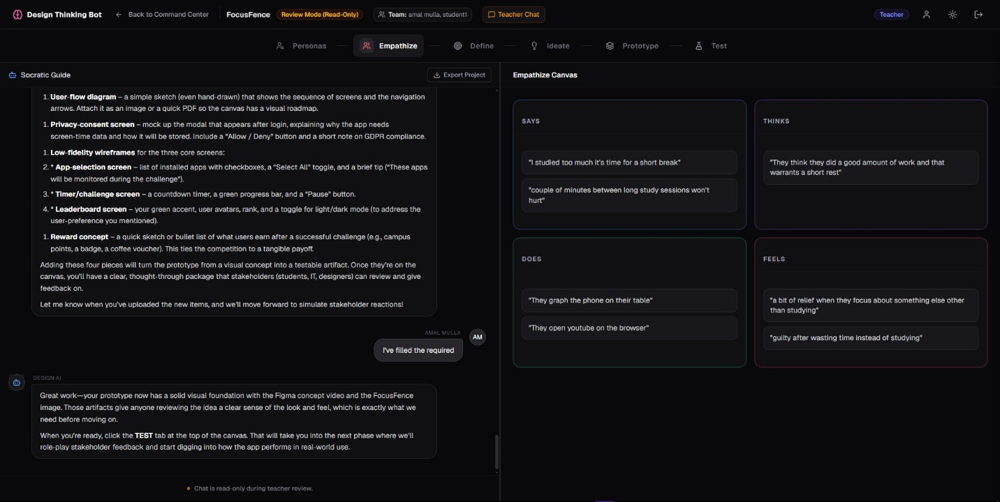 Design Thinking Bot
Back to Command Center
FocusFence
Review Mode (Read-Only)
Team: amal mulla, student1
Teacher Chat
Teacher
Personas
Empathize
Define
Ideate
Prototype
Test
Socratic Guide
Export Project
1. User-flow diagram – a simple sketch (even hand-drawn) that shows the sequence of screens and the navigation
arrows. Attach it as an image or a quick PDF so the canvas has a visual roadmap.
1. Privacy-consent screen – mock up the modal that appears after login, explaining why the app needs
screen-time data and how it will be stored. Include a “Allow / Deny” button and a short note on GDPR compliance.
1. Low-fidelity wireframes for the three core screens:
2. * App-selection screen – list of installed apps with checkboxes, a “Select All” toggle, and a brief tip (“These apps
will be monitored during the challenge”).
3. * Timer/challenge screen – a countdown timer, a green progress bar, and a “Pause” button.
4. * Leaderboard screen – your green accent, user avatars, rank, and a toggle for light/dark mode (to address the
user-preference you mentioned).
1. Reward concept – a quick sketch or bullet list of what users earn after a successful challenge (e.g., campus
points, a badge, a coffee voucher). This ties the competition to a tangible payoff.
Adding these four pieces will turn the prototype from a visual concept into a testable artifact. Once they're on the
canvas, you'll have a clear, thought-through package that stakeholders (students, IT, designers) can review and give
feedback on.
Let me know when you've uploaded the new items, and we'll move forward to simulate stakeholder reactions!
AMAL MULLA
AM
I've filled the required
DESIGN AI
Great work—your prototype now has a solid visual foundation with the Figma concept video and the FocusFence
image. Those artifacts give anyone reviewing the idea a clear sense of the look and feel, which is exactly what we
need before moving on.
When you're ready, click the TEST tab at the top of the canvas. That will take you into the next phase where we'll
role-play stakeholder feedback and start digging into how the app performs in real-world use.
Chat is read-only during teacher review.
Empathize Canvas
SAYS
"I studied too much it's time for a short break"
"couple of minutes between long study sessions won't
hurt"
THINKS
"They think they did a good amount of work and that
warrants a short rest"
DOES
"They graph the phone on their table"
"They open youtube on the browser"
FEELS
"a bit of relief when they focus about something else other
than studying"
"guilty after wasting time instead of studying"